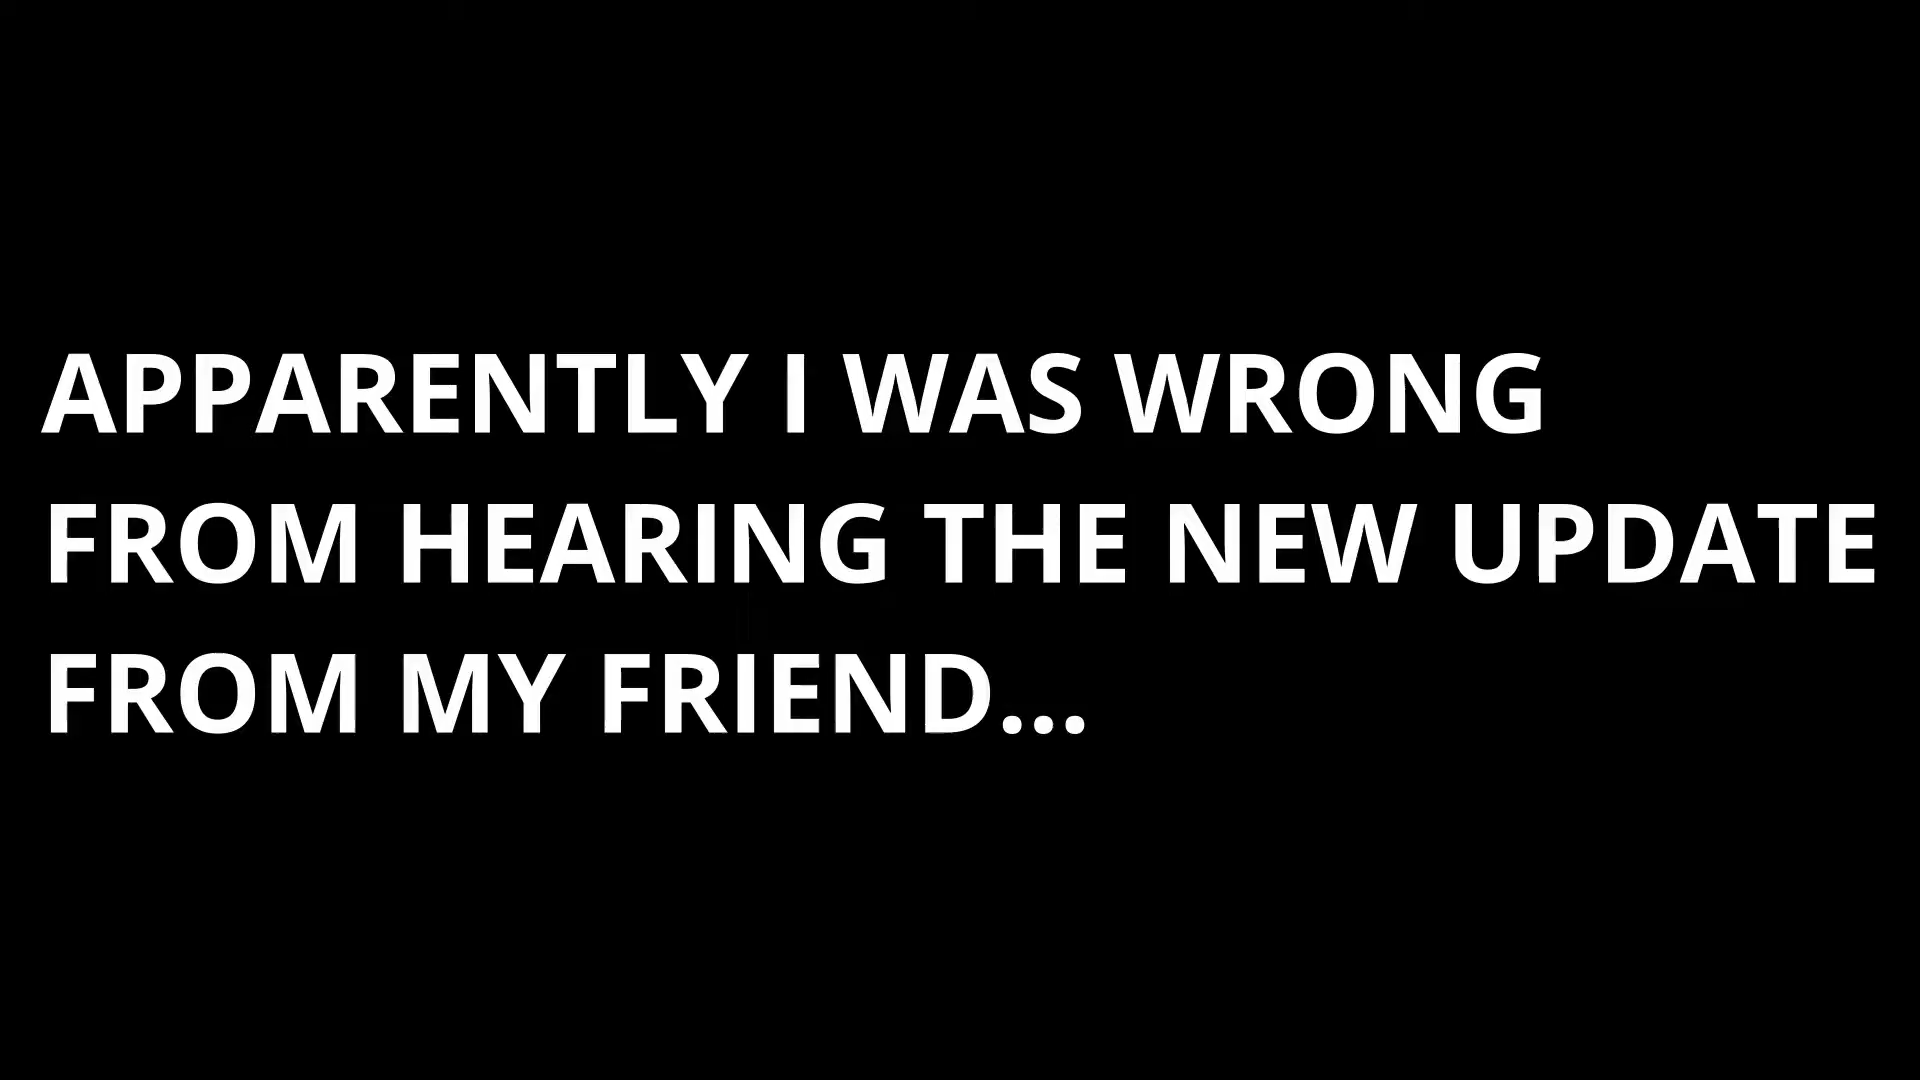 APPARENTLY I WAS WRONG
FROM HEARING THE NEW UPDATE
FROM MY FRIEND...